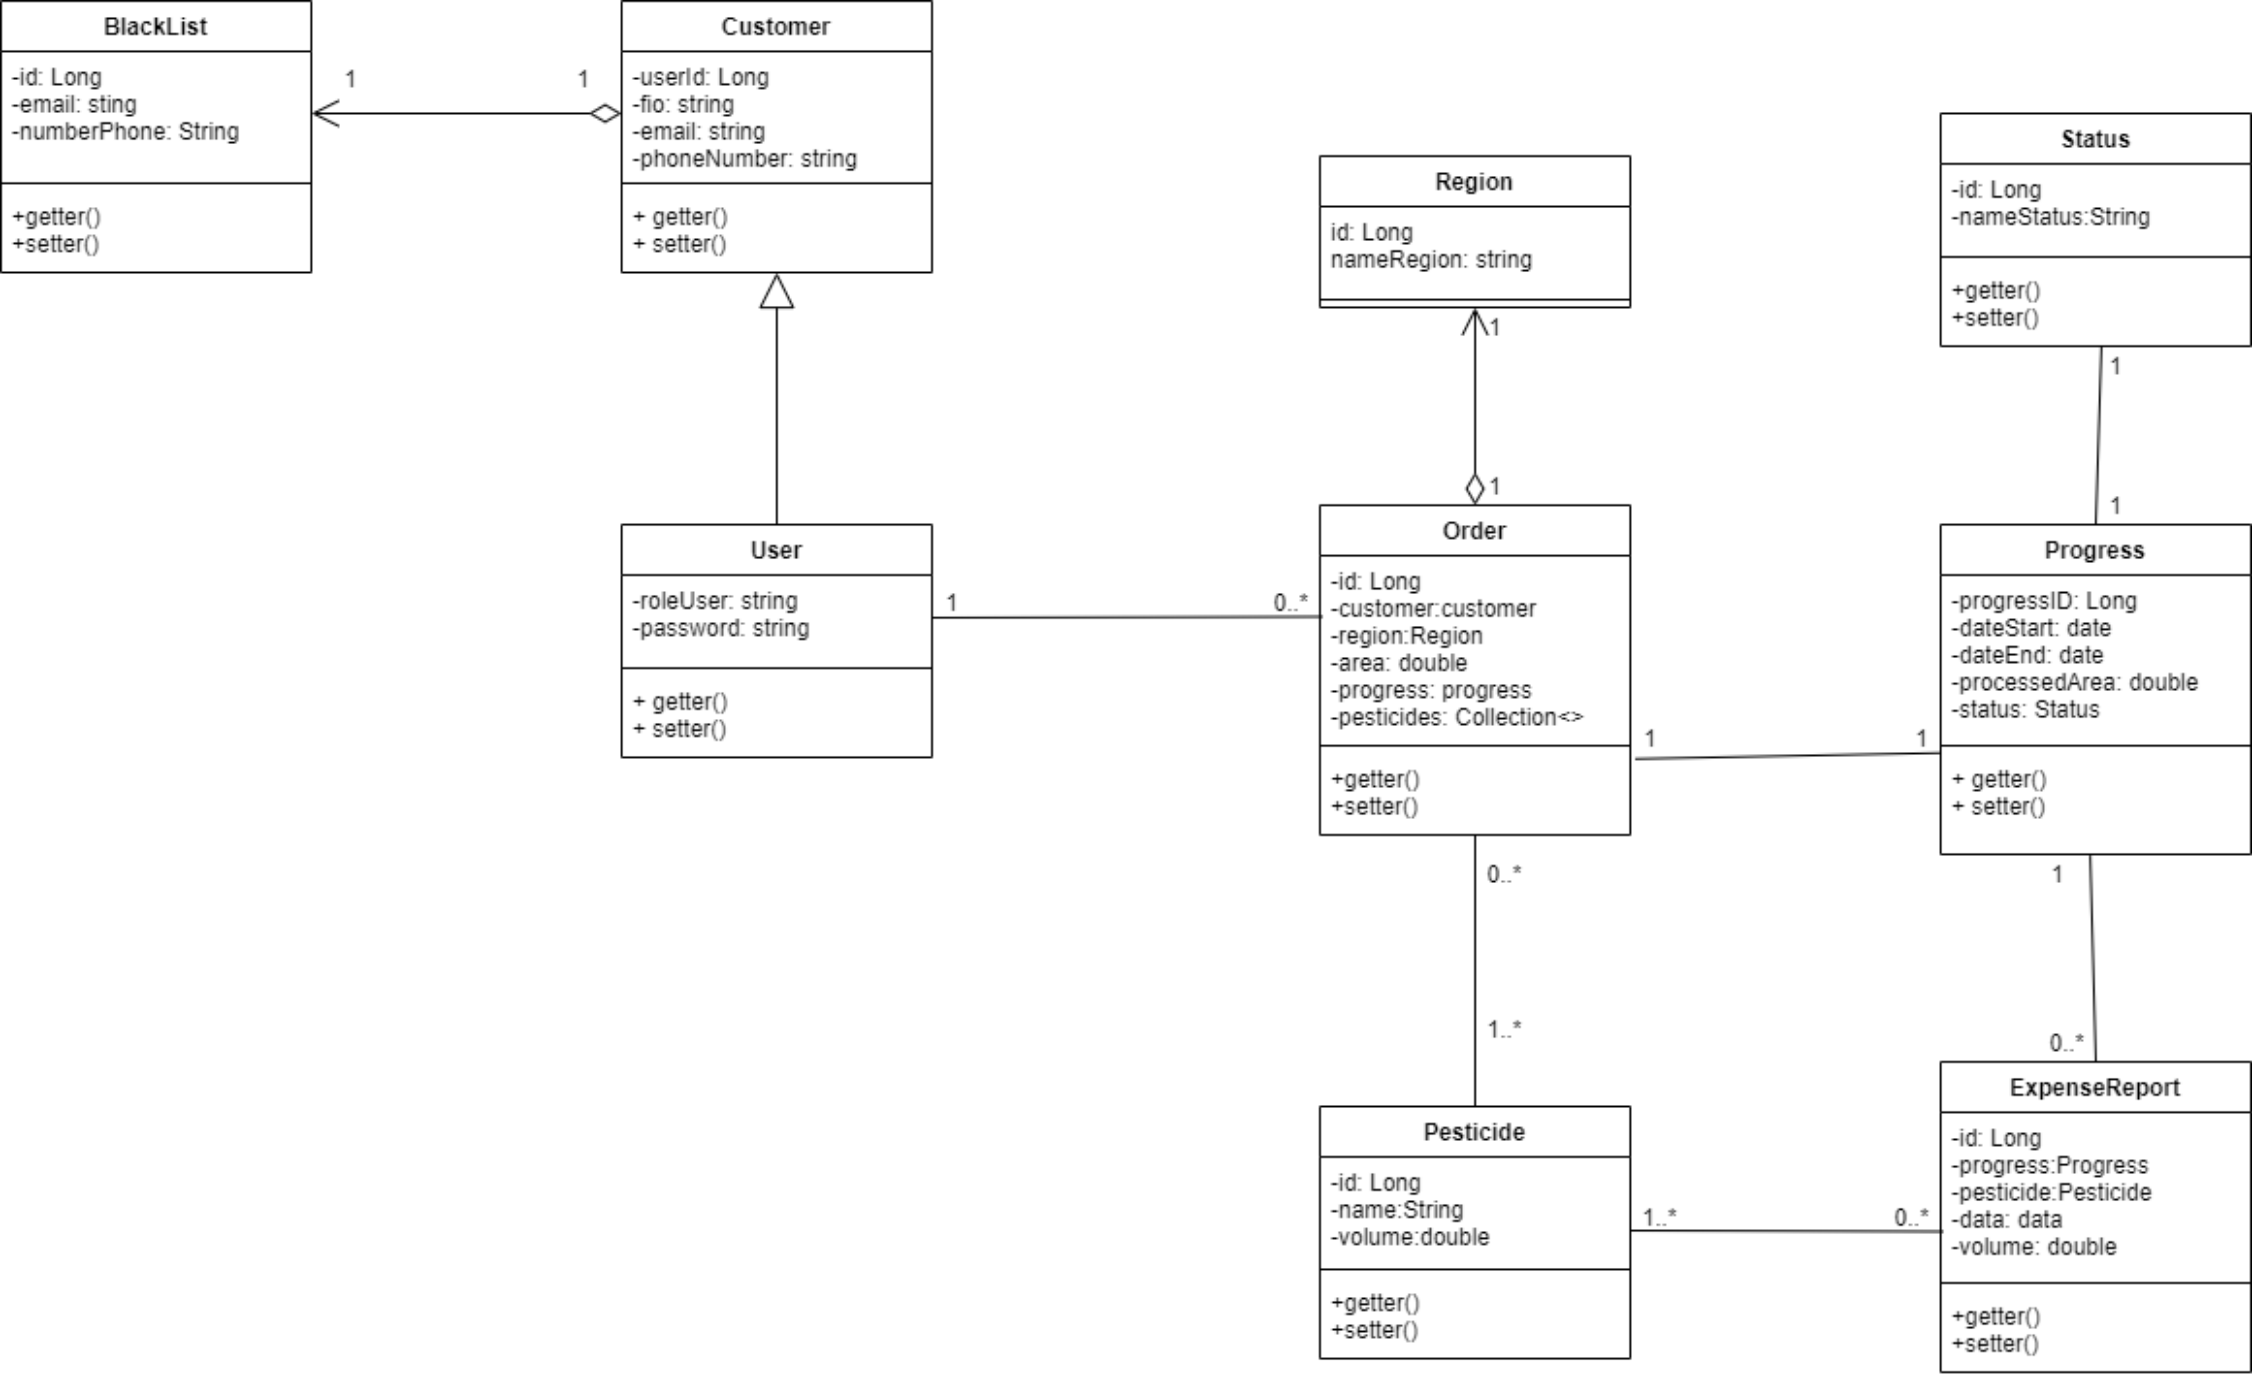 BlackList
-id: Long
-email: sting
-numberPhone: String
+getter()
+setter()
1
1
Customer
-userId: Long
-fio: string
-email: string
-phoneNumber: string
+ getter()
+ setter()
Region
id: Long
nameRegion: string
1
1
Status
-id: Long
-nameStatus:String
+getter()
+setter()
1
1
User
-roleUser: string
-password: string
+ getter()
+ setter()
1
0..*
Order
-id: Long
-customer:customer
-region:Region
-area: double
-progress: progress
-pesticides: Collection<>
+getter()
+setter()
1
1
Progress
-progressID: Long
-dateStart: date
-dateEnd: date
-processedArea: double
-status: Status
+ getter()
+ setter()
0..*
1..*
1
0..*
Pesticide
-id: Long
-name:String
-volume:double
+getter()
+setter()
1..*
0..*
ExpenseReport
-id: Long
-progress:Progress
-pesticide:Pesticide
-data: data
-volume: double
+getter()
+setter()